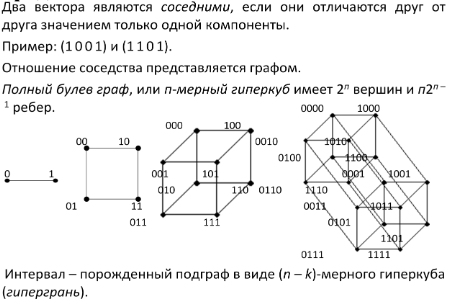 Два вектора являются соседними, если они отличаются друг от
друга значением только одной компоненты.
Пример: (1 0 0 1) и (1 1 0 1).
Отношение соседства представляется графом.
Полный булев граф, или n-мерный гиперкуб имеет 2ⁿ вершин и n2ⁿ⁻
¹ ребер.
0000 1000
000 100
00 10 0010 1010
0100 1100
0 1 001 101 0001 1001
010 110 0110 1110
01 11 0011 1011
011 111 0101 1101
0111 1111
Интервал – порожденный подграф в виде (n – k)-мерного гиперкуба
(гипергрань).